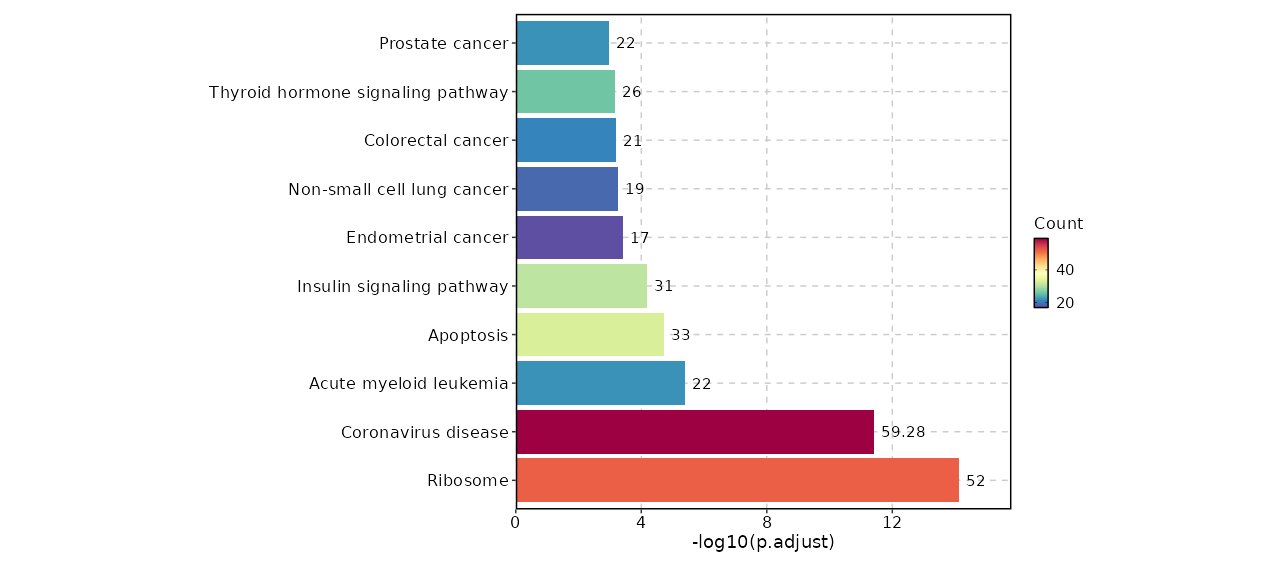 Prostate cancer 22
Thyroid hormone signaling pathway 26
Colorectal cancer 21
Non-small cell lung cancer 19
Endometrial cancer 17
Insulin signaling pathway 31
Apoptosis 33
Acute myeloid leukemia 22
Coronavirus disease 59.28
Ribosome 52
0 4 8 12
-log10(p.adjust)
Count
40
20